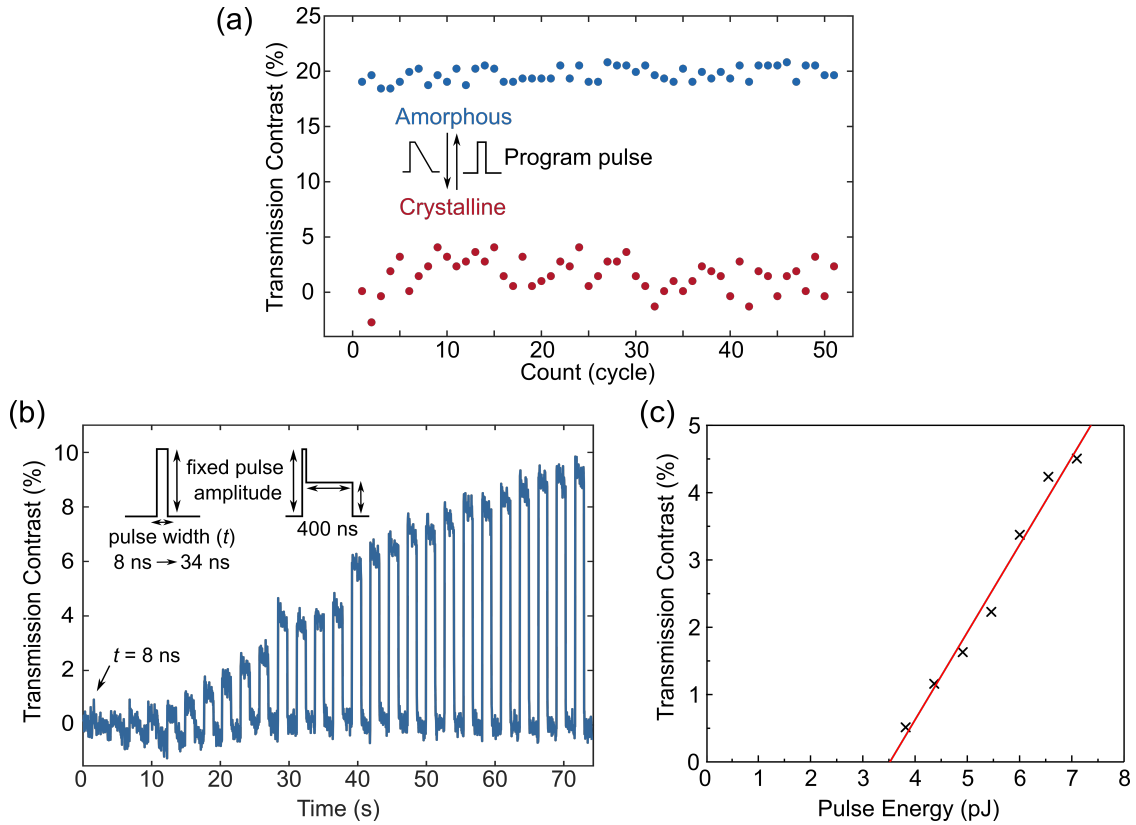 (a)
Transmission Contrast (%)
25
20
15
10
5
0
Amorphous
Program pulse
Crystalline
0 10 20 30 40 50
Count (cycle)
(b)
Transmission Contrast (%)
10
8
6
4
2
0
fixed pulse
amplitude
pulse width (t)
8 ns → 34 ns
400 ns
t = 8 ns
0 10 20 30 40 50 60 70
Time (s)
(c)
Transmission Contrast (%)
5
4
3
2
1
0
0 1 2 3 4 5 6 7 8
Pulse Energy (pJ)